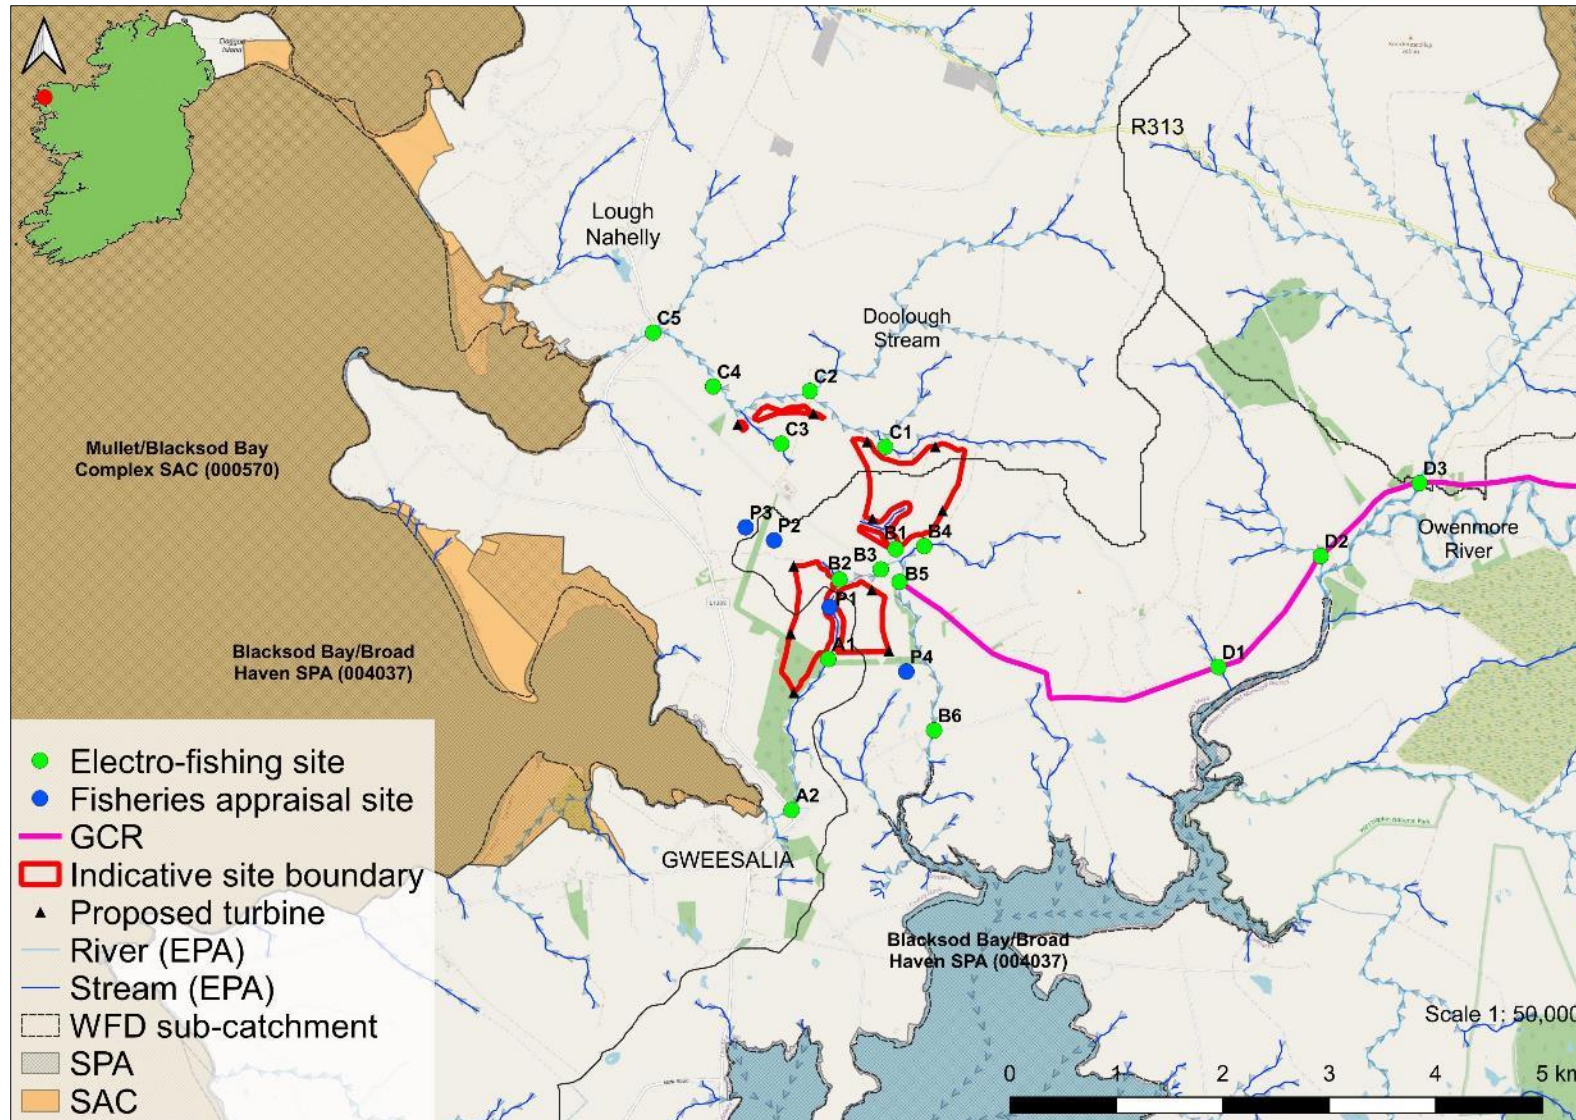 R313
Lough
Nahelly
Doolough
Stream
C5
C4
C2
C3
C1
Mullet/Blacksod Bay
Complex SAC (000570)
D3
P3
P2
B1
B4
Owenmore
River
B3
D2
B2
B5
P1
Blacksod Bay/Broad
Haven SPA (004037)
A1
P4
D1
B6
A2
GWEESALIA
Blacksod Bay/Broad
Haven SPA (004037)
Electro-fishing site
Fisheries appraisal site
GCR
Indicative site boundary
Proposed turbine
River (EPA)
Stream (EPA)
WFD sub-catchment
SPA
SAC
Scale 1: 50,000
0 1 2 3 4 5 km